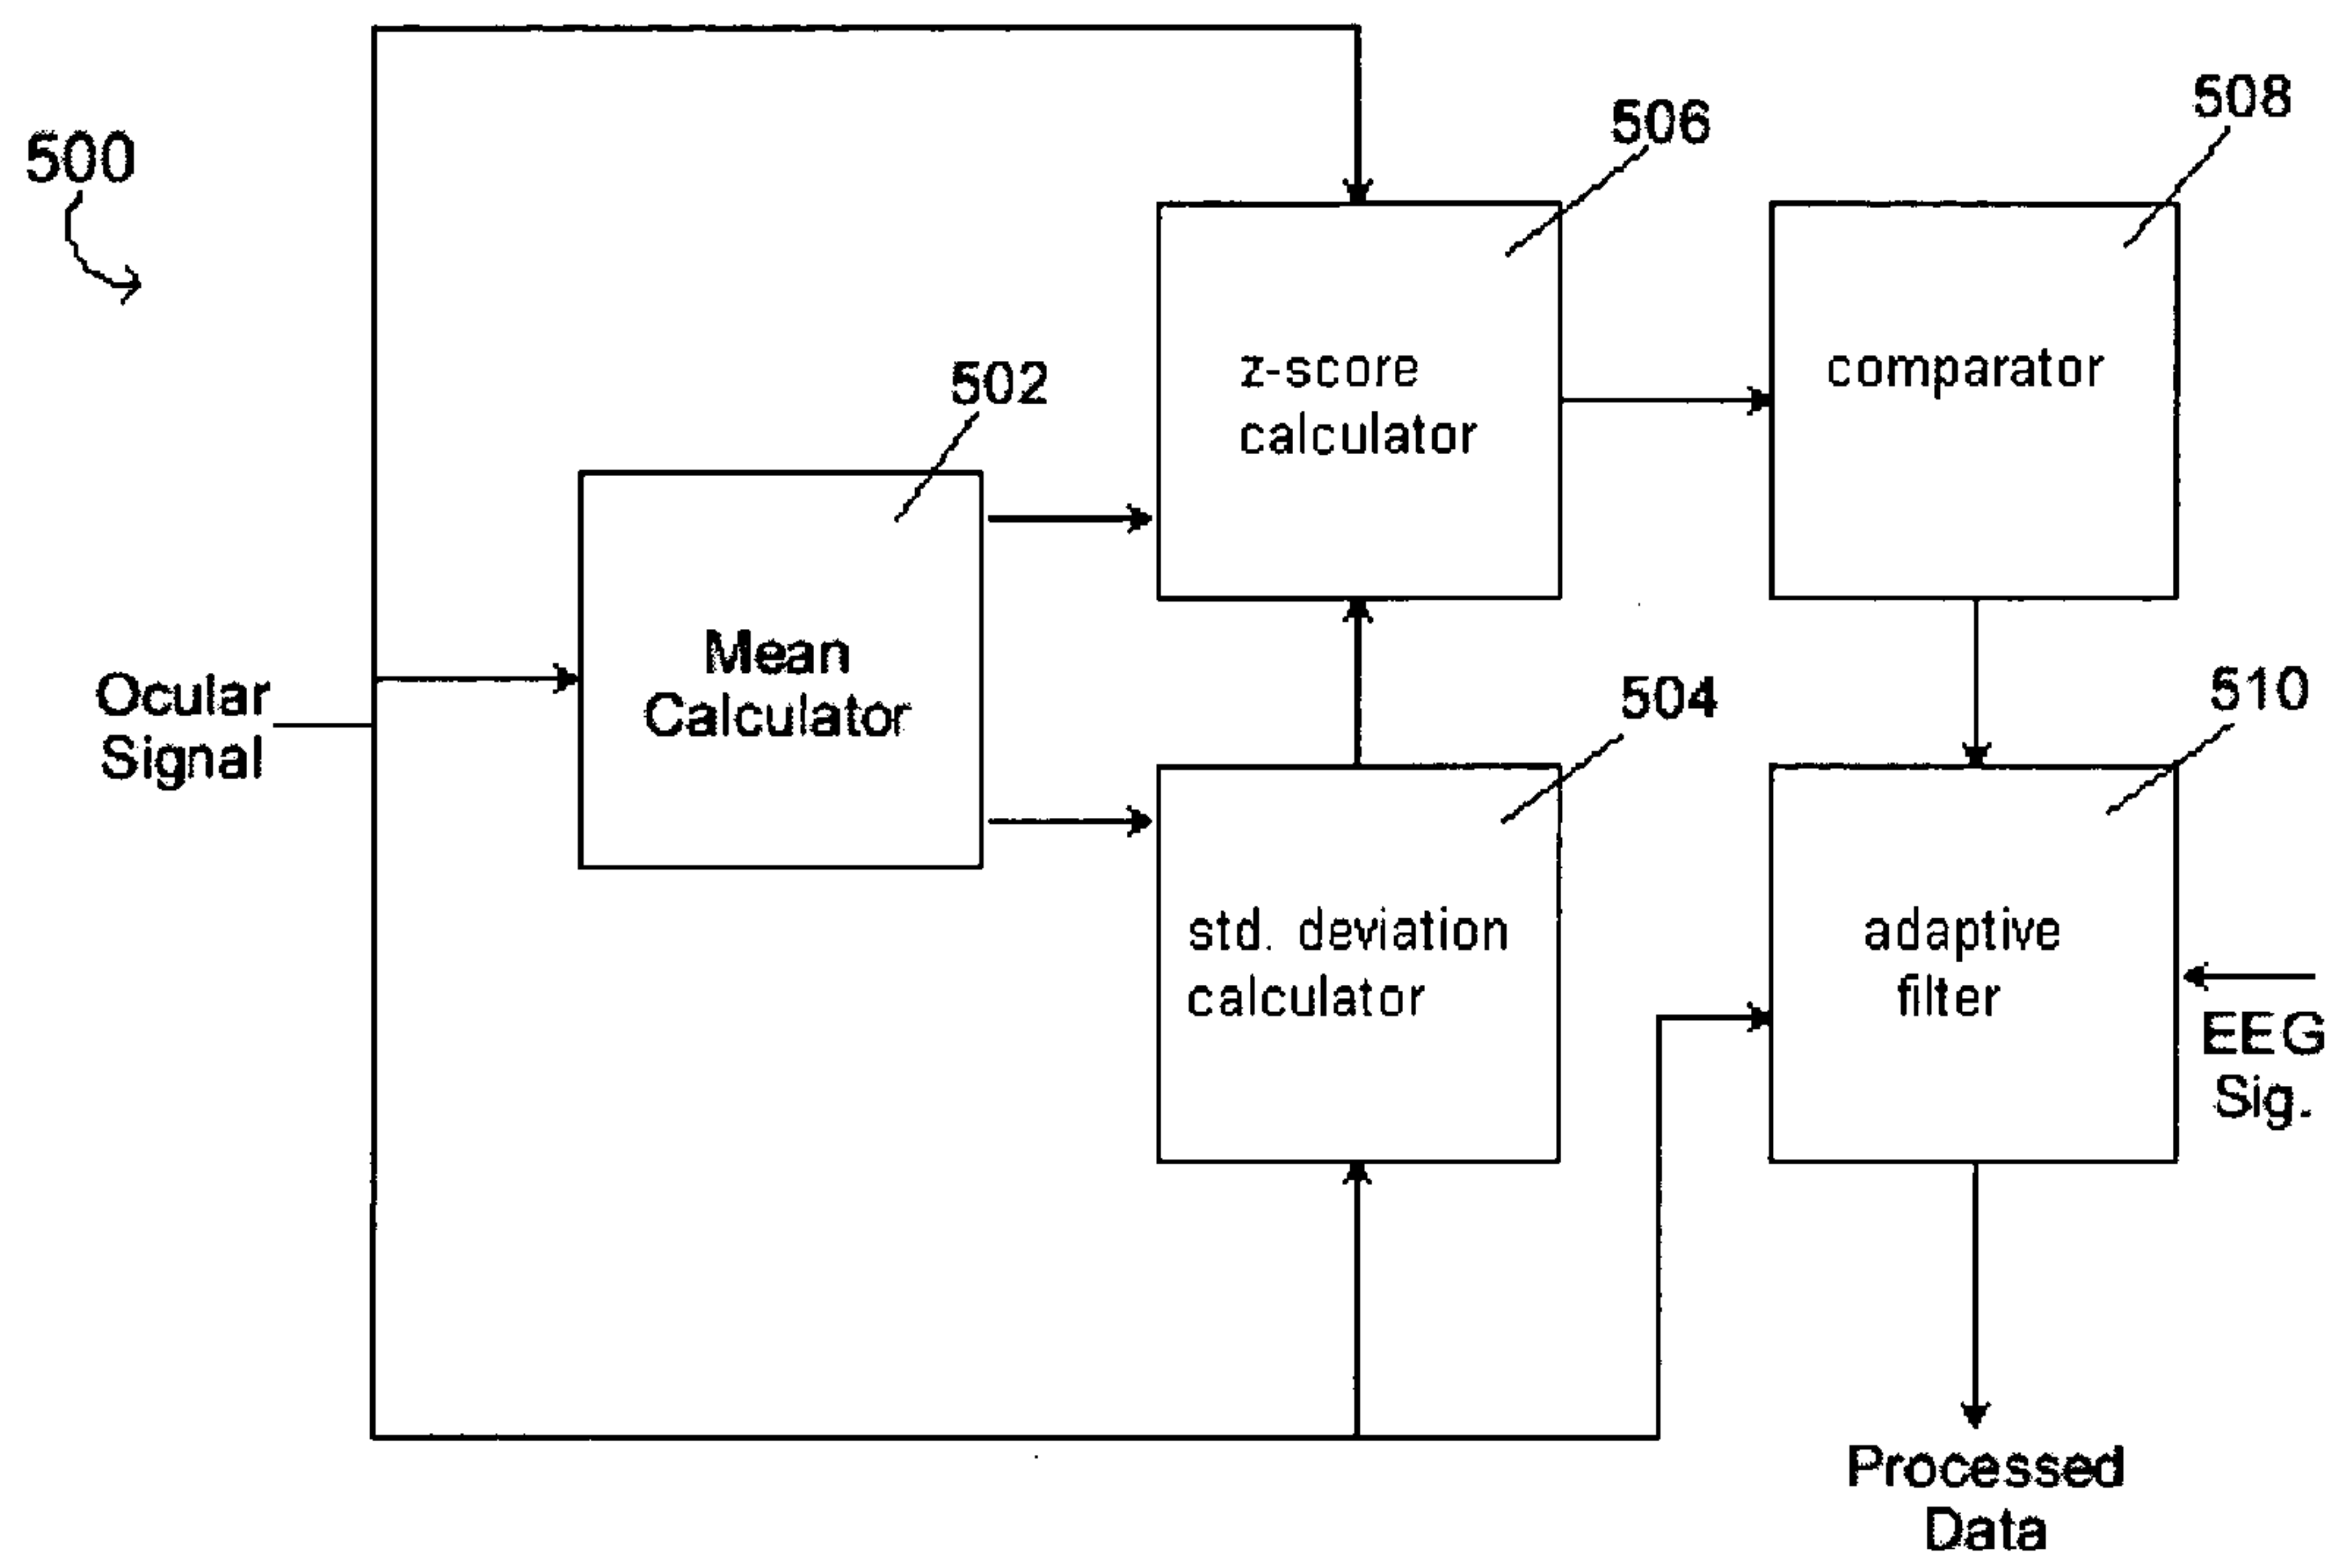 500
506
508
502
z-score
calculator
comparator
Mean
Calculator
Ocular
Signal
504
510
std. deviation
calculator
adaptive
filter
EEG
Sig.
Processed
Data